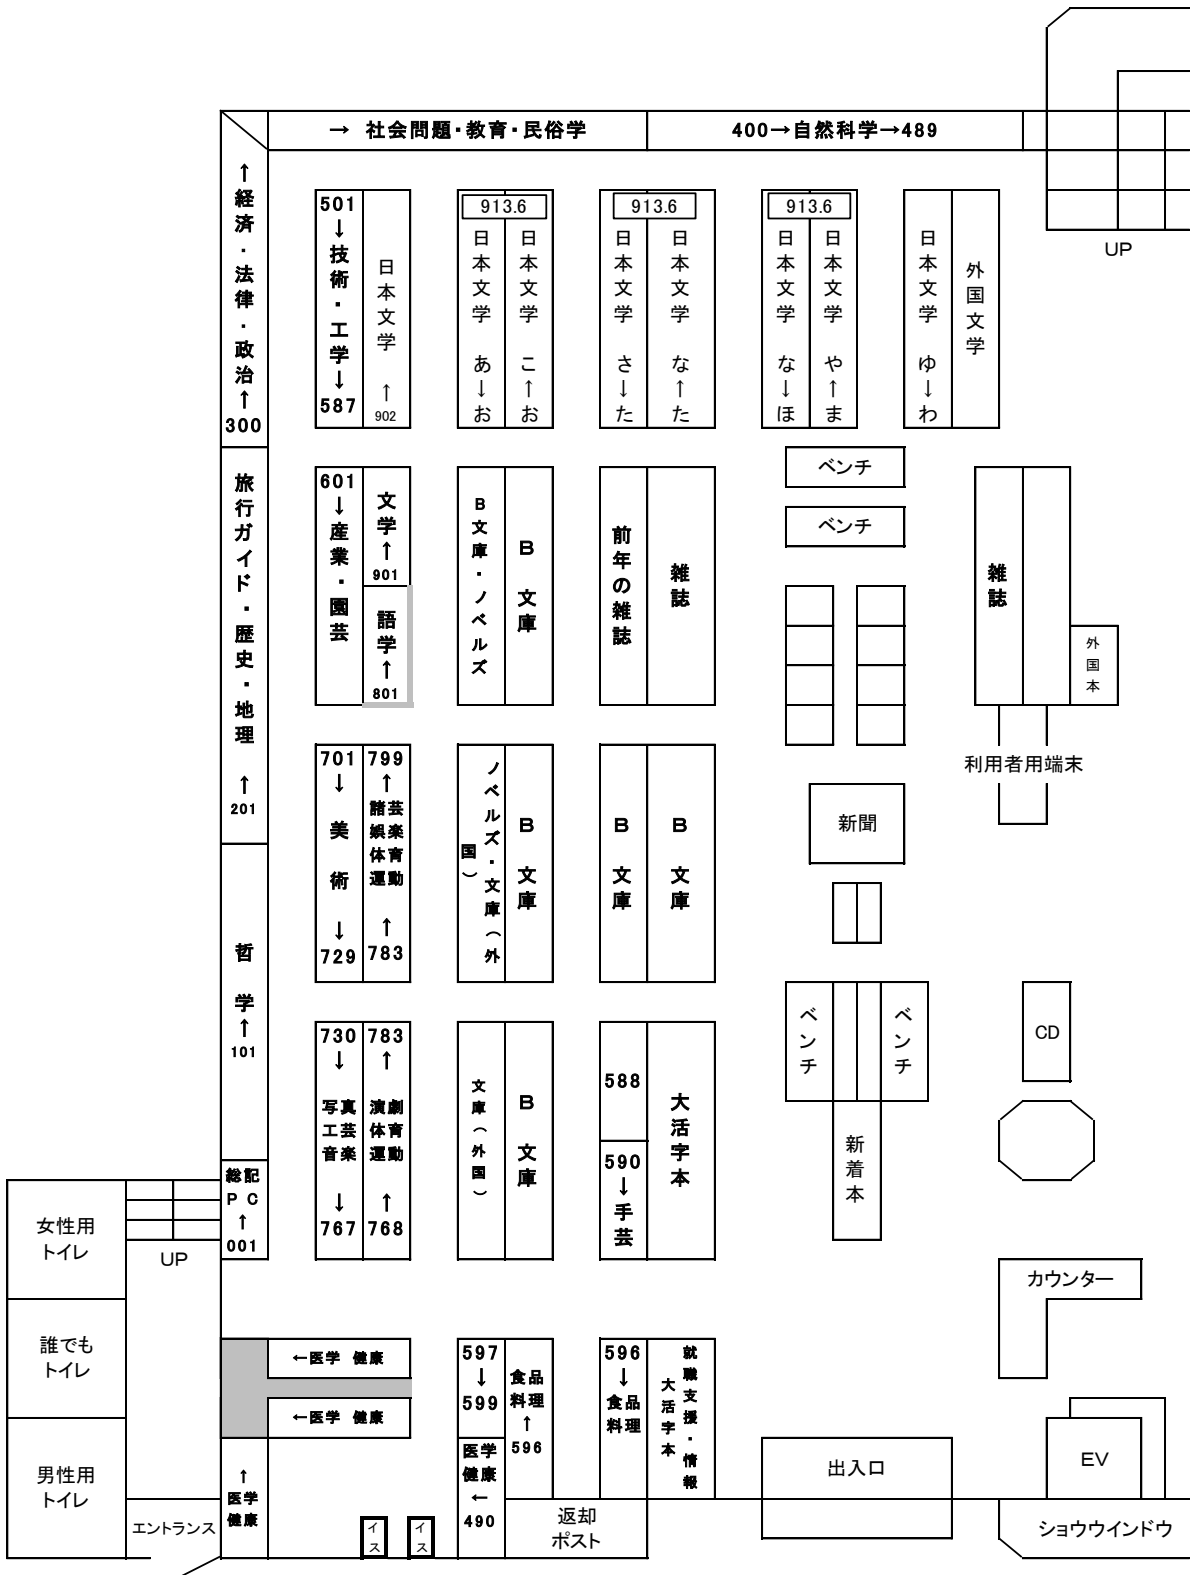 → 社会問題・教育・民俗学
400→自然科学→489
UP
↑経済・法律・政治↑300
旅行ガイド・歴史・地理 ↑201
哲学↑101
総記
PC
↑
001
501↓技術・工学↓587
日本文学 ↑902
913.6
日本文学 あ→お
日本文学 こ←お
913.6
日本文学 さ→た
日本文学 な←た
913.6
日本文学 な→ほ
日本文学 や←ま
日本文学 ゆ→わ
外国文学
601↓産業・園芸
文学↑901
語学↑801
B文庫・ノベルズ
B 文庫
前年の雑誌
雑誌
ベンチ
ベンチ
雑誌
外国本
利用者用端末
701↓ 美術 ↓729
799
↑
諸芸
娯楽
体育
運動
↑
783
ノベルズ・文庫(外国)
B 文庫
B 文庫
B 文庫
新聞
730
↓
写真
工芸
音楽
↓
767
783
↑
演劇
体育
運動
↑
768
文庫(外国)
B 文庫
588
590↓手芸
大活字本
ベンチ
ベンチ
新着本
CD
女性用
トイレ
UP
誰でも
トイレ
男性用
トイレ
エントランス
カウンター
←医学 健康
←医学 健康
↑
医学
健康
イス
イス
597
↓
599
医学
健康
←
490
食品
料理
↑
596
596
↓
食品
料理
就職支援・情報
大活字本
返却
ポスト
出入口
EV
ショウウインドウ